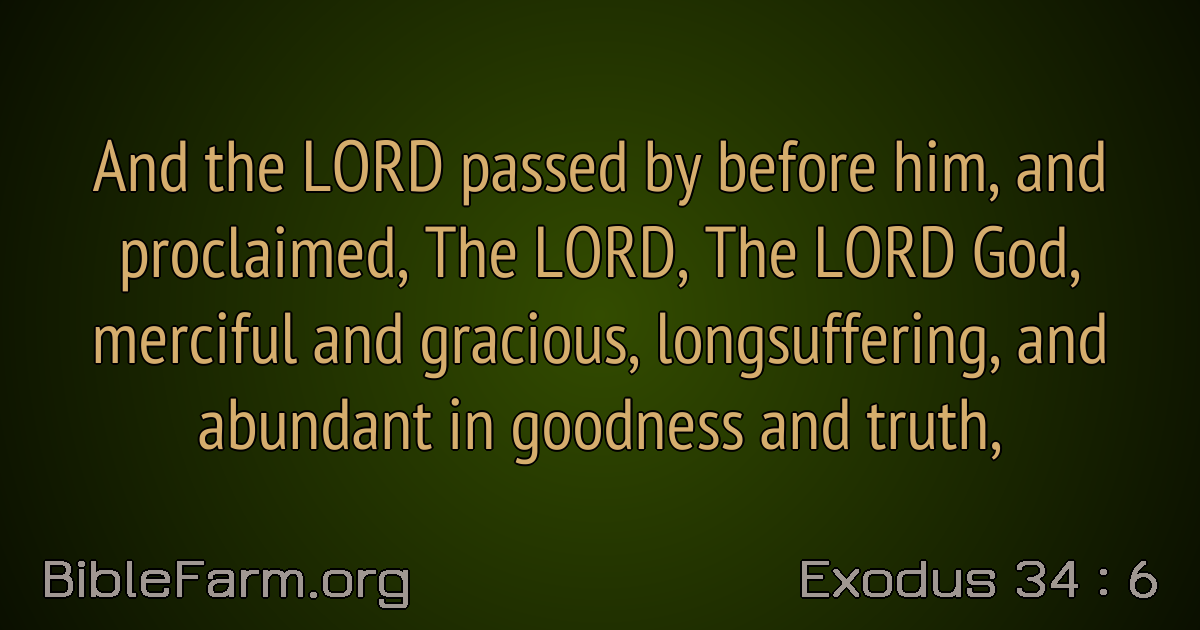 And the LORD passed by before him, and
proclaimed, The LORD, The LORD God,
merciful and gracious, longsuffering, and
abundant in goodness and truth,
BibleFarm.org
Exodus 34 : 6